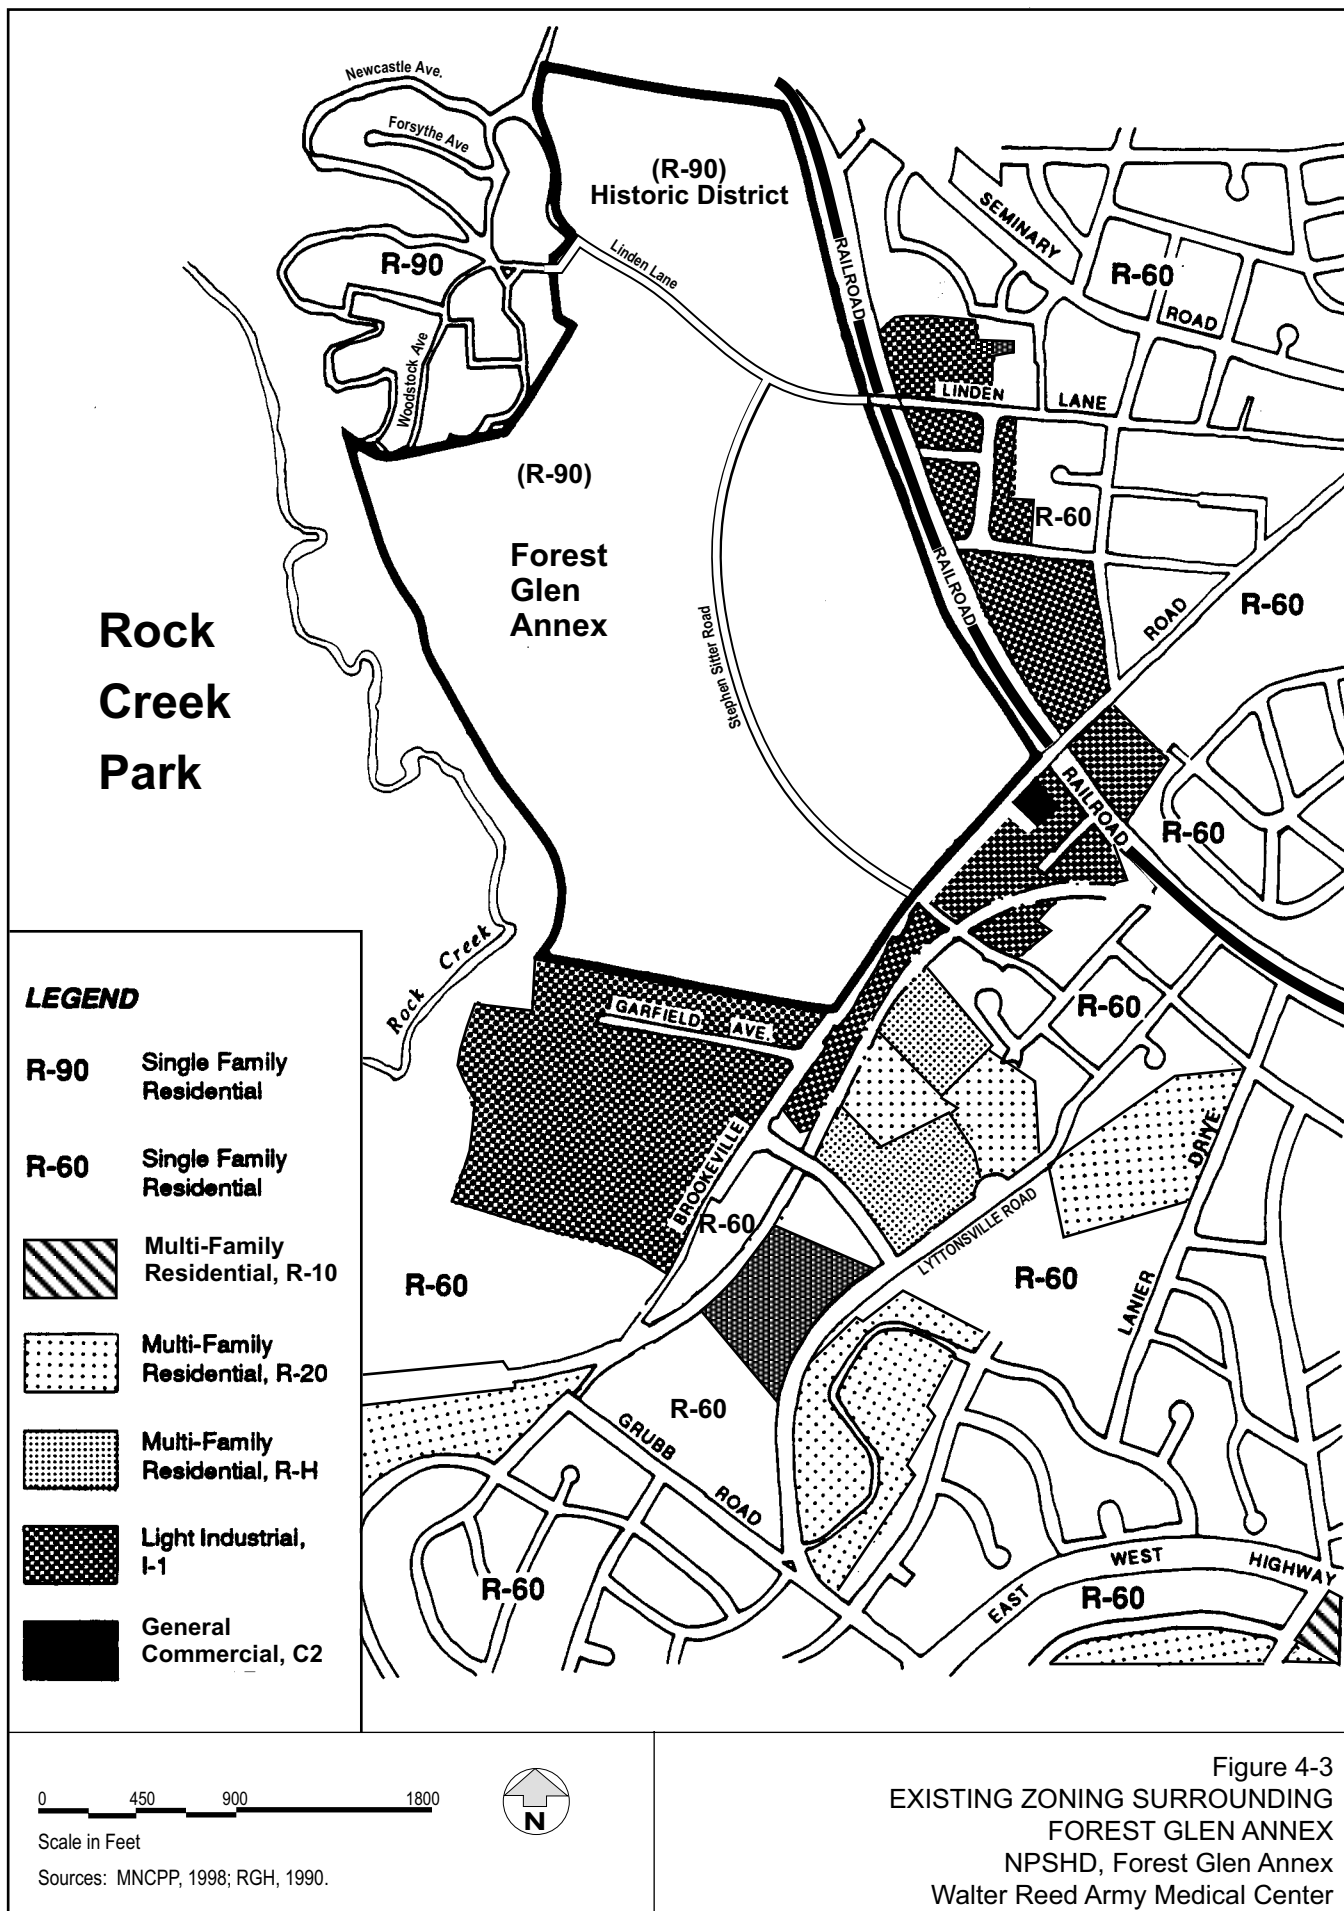 Newcastle Ave.
Forsythe Ave
(R-90)
Historic District
SEMINARY
ROAD
R-60
R-90
Linden Lane
RAILROAD
Woodstock Ave
LINDEN
LANE
(R-90)
R-60
Forest
Glen
Annex
RAILROAD
ROAD
R-60
Rock
Creek
Park
Stephen Sitter Road
RAILROAD
R-60
Rock Creek
GARFIELD AVE.
R-60
BROOKEVILLE
R-60
DRIVE
LYTTONSVILLE ROAD
R-60
R-60
LANIER
R-60
GRUBB
ROAD
R-60
EAST
WEST
HIGHWAY
R-60
LEGEND
R-90
Single Family
Residential
R-60
Single Family
Residential
Multi-Family
Residential, R-10
Multi-Family
Residential, R-20
Multi-Family
Residential, R-H
Light Industrial,
I-1
General
Commercial, C2
0 450 900 1800
Scale in Feet
Sources: MNCPP, 1998; RGH, 1990.
N
Figure 4-3
EXISTING ZONING SURROUNDING
FOREST GLEN ANNEX
NPSHD, Forest Glen Annex
Walter Reed Army Medical Center